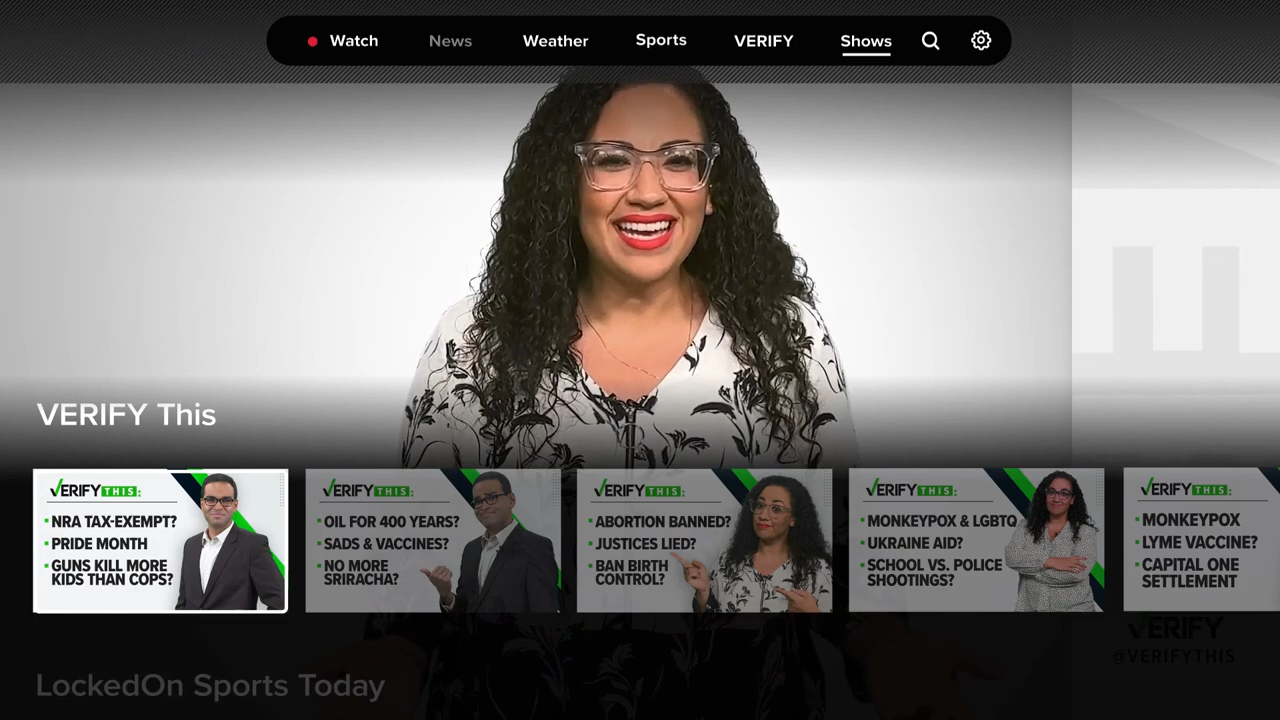 Watch News Weather Sports VERIFY Shows
VERIFY This
VERIFY THIS:
NRA TAX-EXEMPT?
PRIDE MONTH
GUNS KILL MORE
KIDS THAN COPS?
VERIFY THIS:
OIL FOR 400 YEARS?
SADS & VACCINES?
NO MORE
SRIRACHA?
VERIFY THIS:
ABORTION BANNED?
JUSTICES LIED?
BAN BIRTH
CONTROL?
VERIFY THIS:
MONKEYPOX & LGBTQ
UKRAINE AID?
SCHOOL VS. POLICE
SHOOTINGS?
VERIFY THIS:
MONKEYPOX
LYME VACCINE?
CAPITAL ONE
SETTLEMENT
VERIFY
@VERIFYTHIS
LockedOn Sports Today